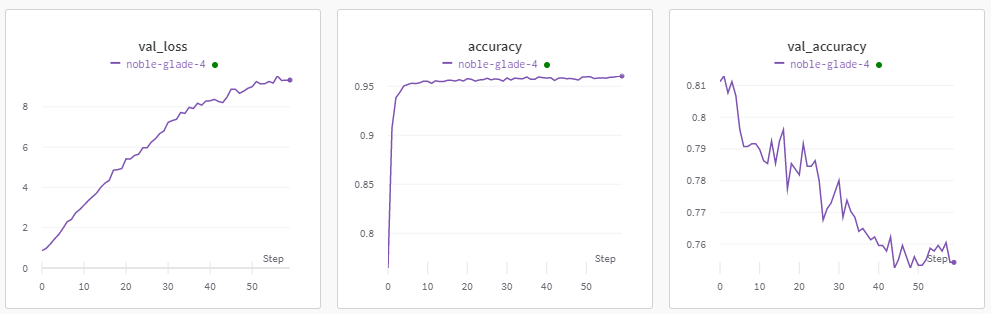 val_loss
noble-glade-4
8
6
4
2
0
Step
0 10 20 30 40 50
accuracy
noble-glade-4
0.95
0.9
0.85
0.8
Step
0 10 20 30 40 50
val_accuracy
noble-glade-4
0.81
0.8
0.79
0.78
0.77
0.76
Step
0 10 20 30 40 50